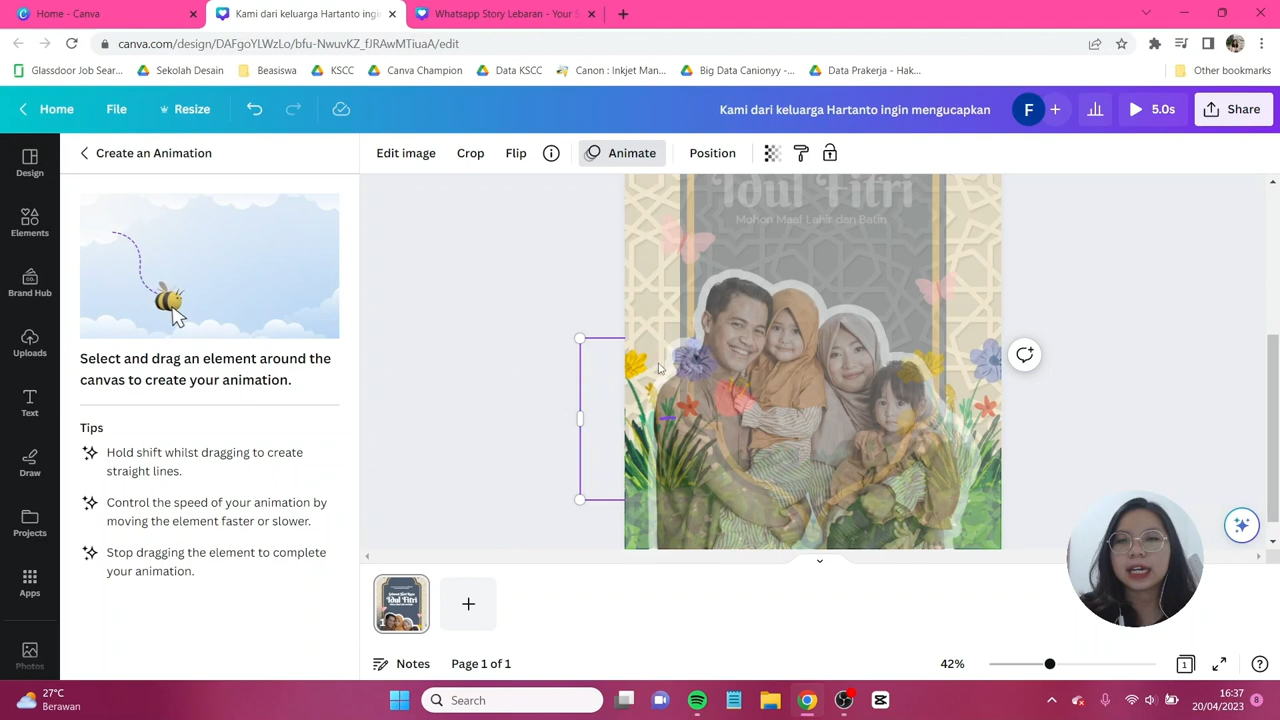 Home - Canva
Kami dari keluarga Hartanto ingi
Whatsapp Story Lebaran - Your S
canva.com/design/DAFgoYLWzLo/bfu-NwuvKZ_fJRAwMTiuaA/edit
Glassdoor Job Sear...
Sekolah Desain
Beasiswa
KSCC
Canva Champion
Data KSCC
Canon : Inkjet Man...
Big Data Canionyy -...
Data Prakerja - Hak...
Other bookmarks
Home
File
Resize
Kami dari keluarga Hartanto ingin mengucapkan
F
5.0s
Share
Design
Elements
Brand Hub
Uploads
Text
Draw
Projects
Apps
Photos
Create an Animation
Select and drag an element around the
canvas to create your animation.
Tips
Hold shift whilst dragging to create
straight lines.
Control the speed of your animation by
moving the element faster or slower.
Stop dragging the element to complete
your animation.
Edit image
Crop
Flip
Animate
Position
Idul Fitri
Mohon Maaf Lahir dan Batin
Idul Fitri
1
Notes
Page 1 of 1
42%
1
27°C
Berawan
Search
16:37
20/04/2023
8